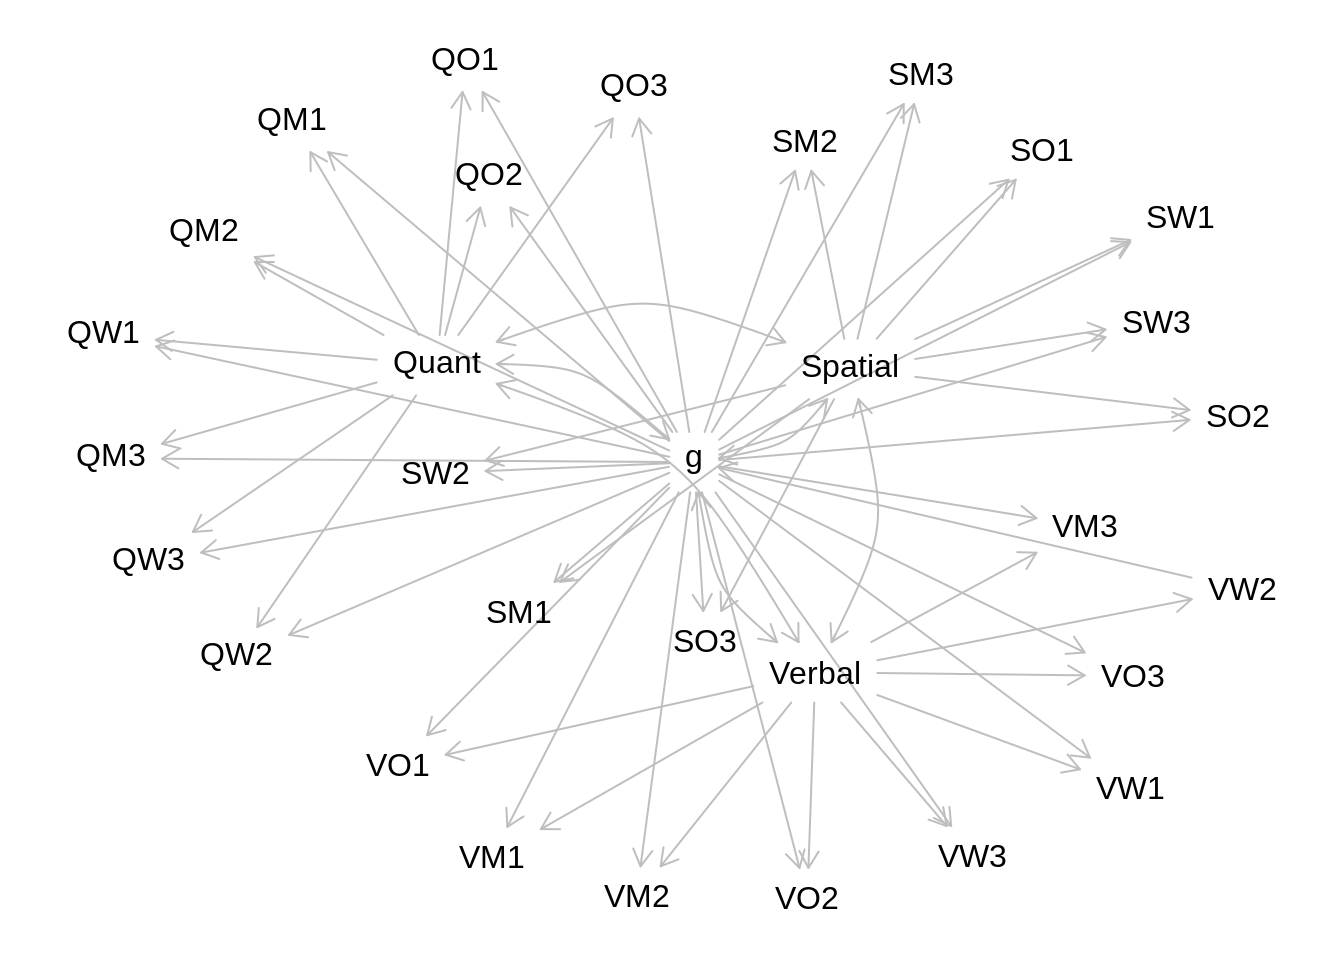 QO1
SM3
QO3
QM1
SM2
SO1
QO2
SW1
QM2
SW3
QW1
Quant
Spatial
SO2
QM3
g
SW2
VM3
QW3
VW2
SM1
SO3
QW2
Verbal
VO3
VO1
VW1
VM1
VW3
VM2
VO2